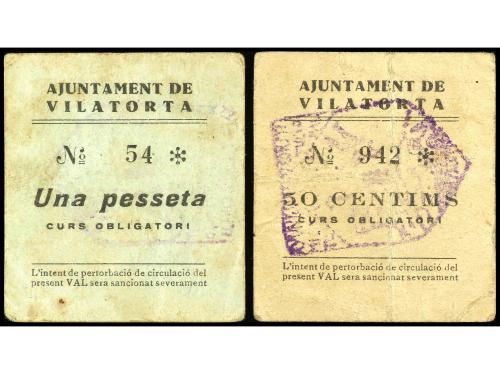 AJUNTAMENT DE
VILATORTA
Nº 54 *
Una pesseta
CURS OBLIGATORI
L'intent de pertorbació de circulació del
present VAL sera sancionat severament
AJUNTAMENT DE
VILATORTA
Nº 942 *
50 CENTIMS
CURS OBLIGATORI
L'intent de pertorbació de circulació del
present VAL sera sancionat severament